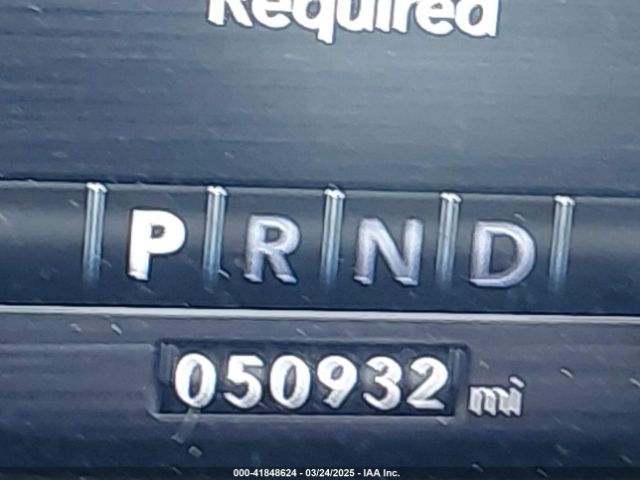 Required
P R N D
050932 mi
000-41848624 - 03/24/2025 - IAA Inc.